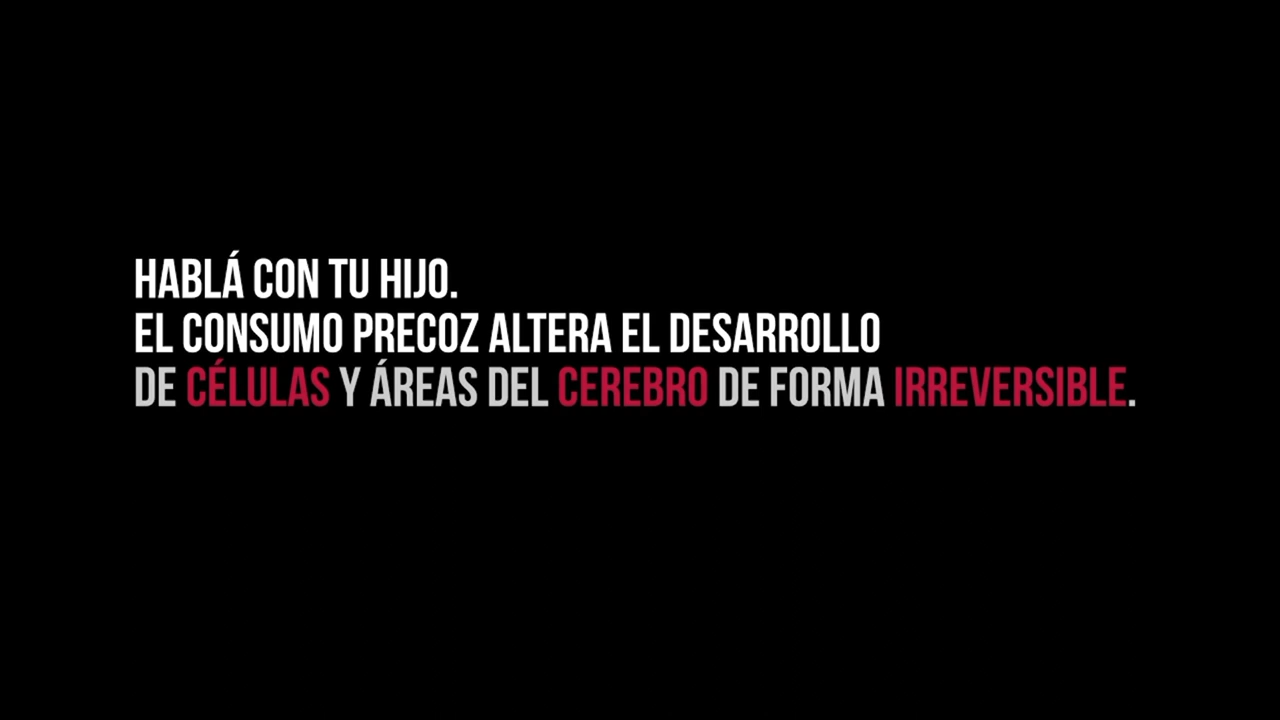 HABLÁ CON TU HIJO.
EL CONSUMO PRECOZ ALTERA EL DESARROLLO
DE CÉLULAS Y ÁREAS DEL CEREBRO DE FORMA IRREVERSIBLE.